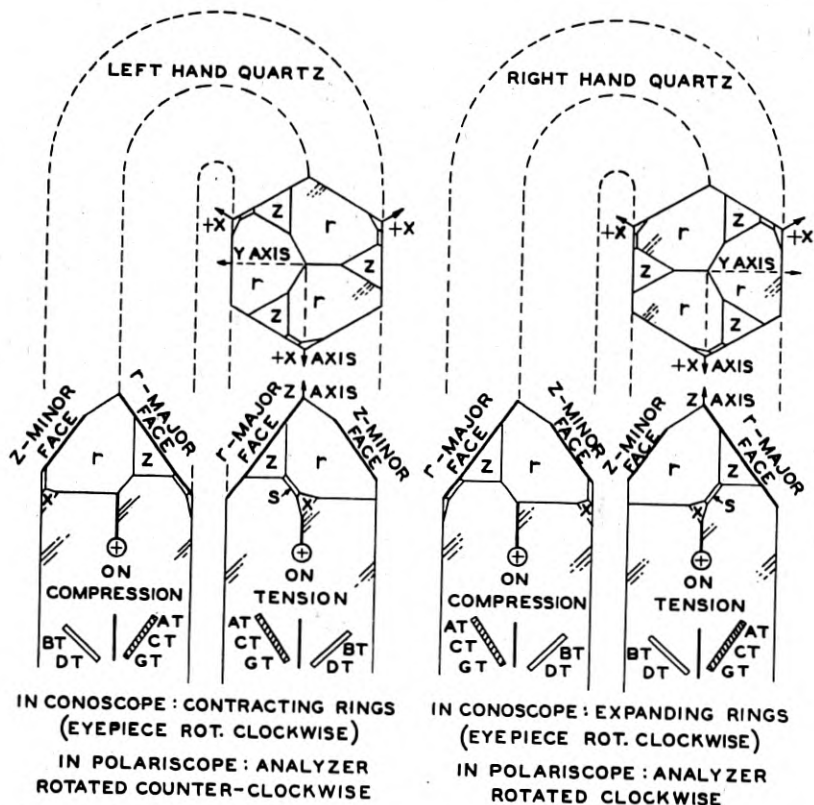 LEFT HAND QUARTZ
+X
Z
r
+X
Y AXIS
Z
r
r
Z
+X AXIS
Z AXIS
Z-MINOR FACE
r-MAJOR FACE
r
Z
X
r-MAJOR FACE
Z-MINOR FACE
Z
r
S
X
+
ON
COMPRESSION
+
ON
TENSION
BT
DT
AT
CT
GT
AT
CT
GT
BT
DT
IN CONOSCOPE: CONTRACTING RINGS
(EYEPIECE ROT. CLOCKWISE)
IN POLARISCOPE: ANALYZER
ROTATED COUNTER-CLOCKWISE
RIGHT HAND QUARTZ
+X
r
Z
+X
Z
Y AXIS
r
r
Z
+X AXIS
Z AXIS
r-MAJOR FACE
Z-MINOR FACE
Z
r
X
Z-MINOR FACE
r-MAJOR FACE
r
Z
X
S
+
ON
COMPRESSION
+
ON
TENSION
AT
CT
GT
BT
DT
BT
DT
AT
CT
GT
IN CONOSCOPE: EXPANDING RINGS
(EYEPIECE ROT. CLOCKWISE)
IN POLARISCOPE: ANALYZER
ROTATED CLOCKWISE